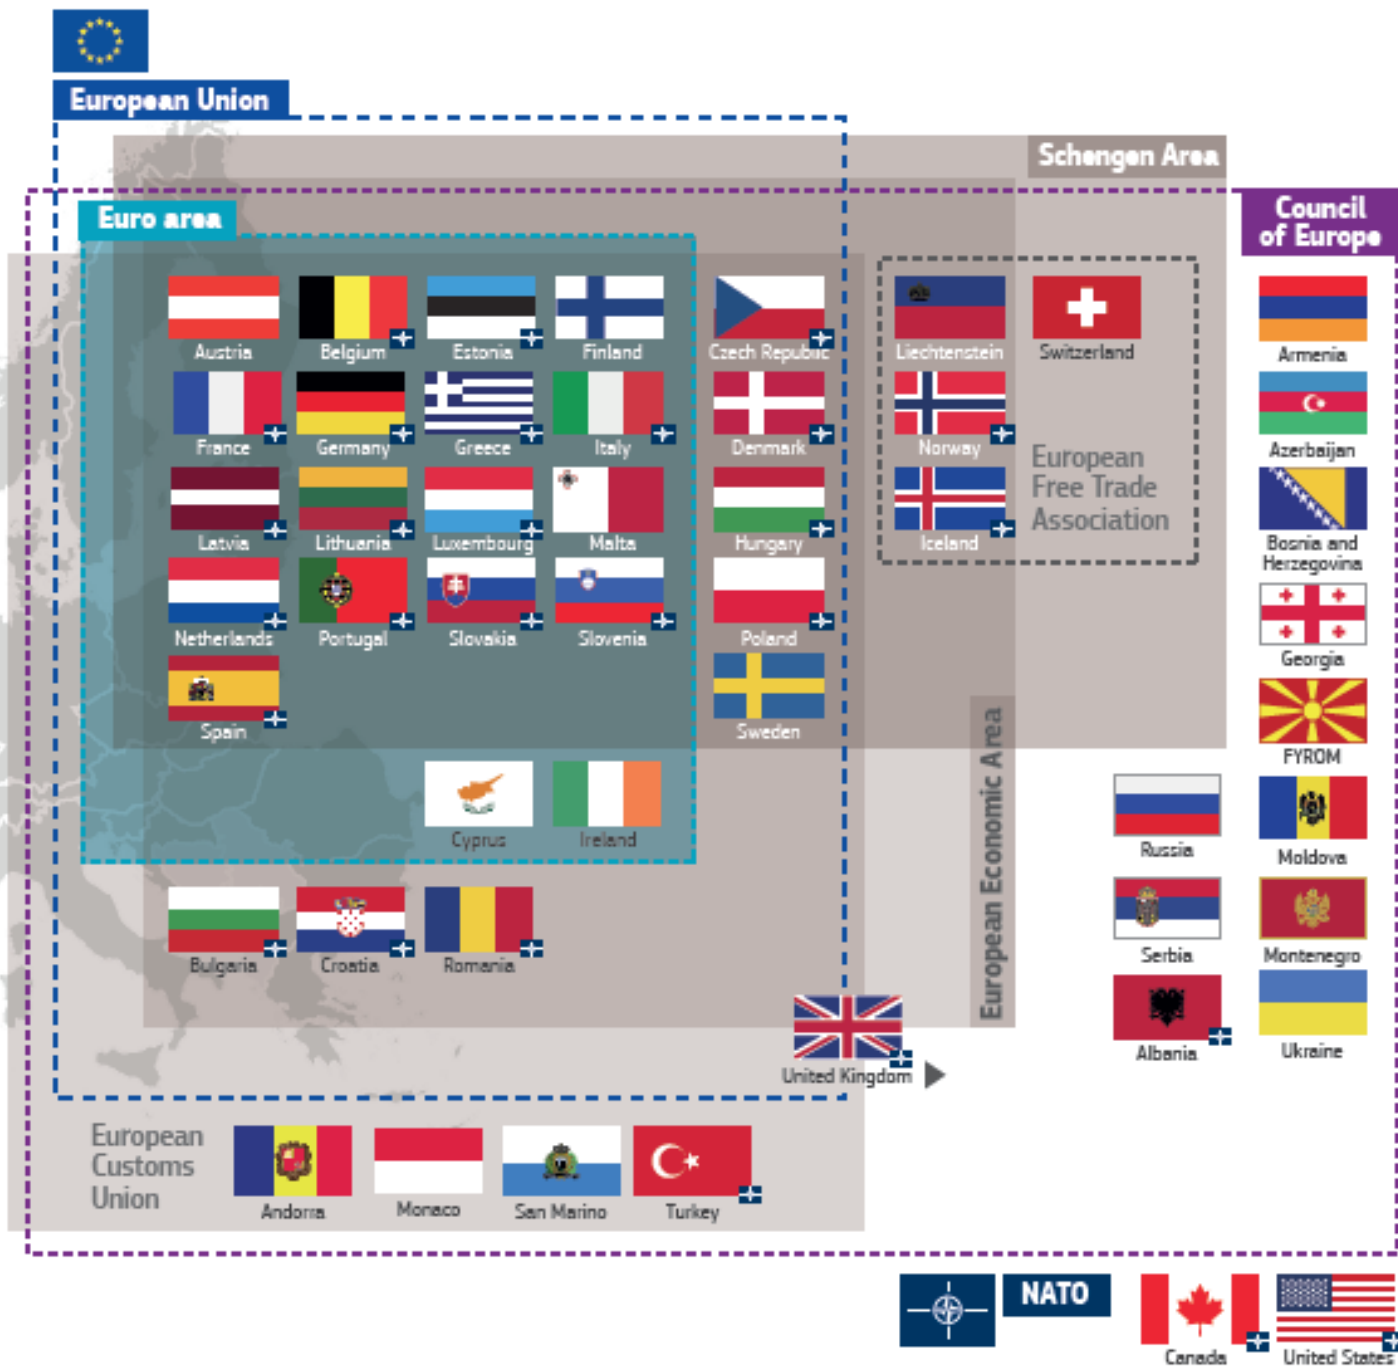 European Union
Schengen Area
Council
of Europe
Euro area
Austria
Belgium
Estonia
Finland
Czech Republic
Liechtenstein
Switzerland
Armenia
France
Germany
Greece
Italy
Denmark
Norway
European
Free Trade
Association
Azerbaijan
Latvia
Lithuania
Luxembourg
Malta
Hungary
Iceland
Bosnia and
Herzegovina
Netherlands
Portugal
Slovakia
Slovenia
Poland
Georgia
Spain
Sweden
European Economic Area
FYROM
Cyprus
Ireland
Russia
Moldova
Bulgaria
Croatia
Romania
Serbia
Montenegro
United Kingdom
Albania
Ukraine
European
Customs
Union
Andorra
Monaco
San Marino
Turkey
NATO
Canada
United States